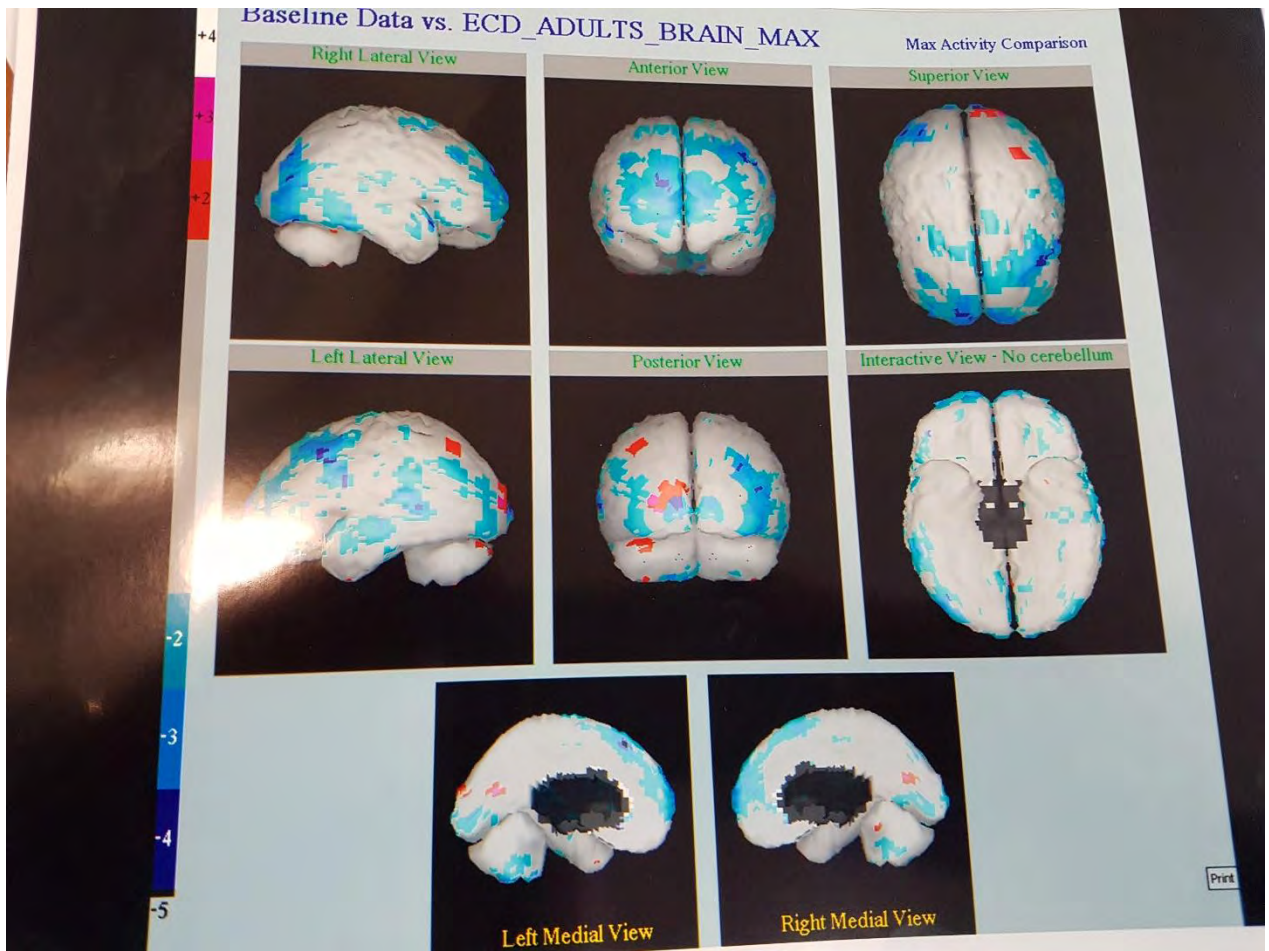 Baseline Data vs. ECD_ADULTS_BRAIN_MAX
Max Activity Comparison
+4
+3
+2
-2
-3
-4
-5
Right Lateral View
Anterior View
Superior View
Left Lateral View
Posterior View
Interactive View - No cerebellum
Left Medial View
Right Medial View
Print